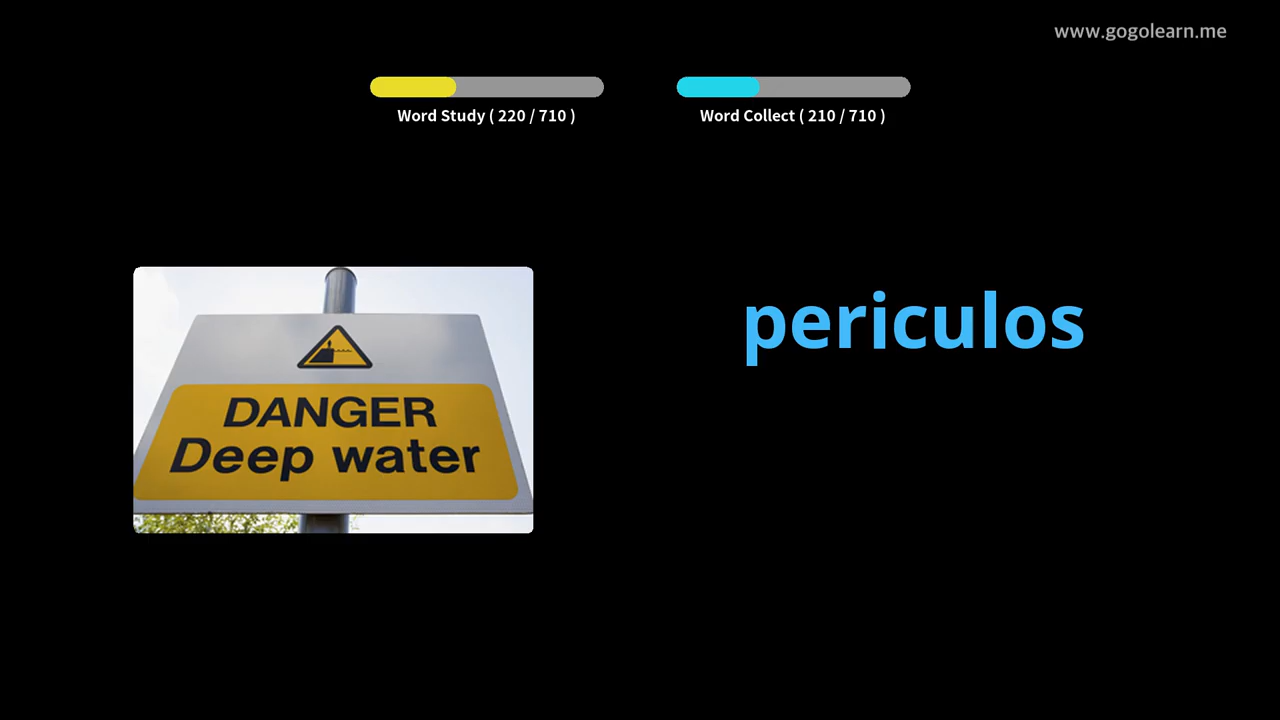 www.gogolearn.me
Word Study ( 220 / 710 )
Word Collect ( 210 / 710 )
DANGER
Deep water
periculos